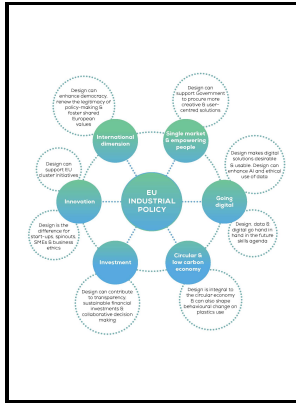 Design can
enhance democracy
renew the legitimacy of
policy-making &
foster shared
European
values
Design can
support Government
to procure more
creative & user-
centred solutions
International
dimension
Single market
& empowering
people
Design can
support EU
cluster initiatives
Design makes digital
solutions desirable
& usable. Design can
enhance AI and ethical
use of data
Innovation
EU
INDUSTRIAL
POLICY
Going
digital
Design is the
difference for
start-ups, sprouts,
SMEs & business
ethics
Design, data &
digital go hand in
hand in the future
skills agenda
Investment
Circular &
low carbon
economy
Design can contribute
to transparency,
sustainable financial
investments &
collaborative decision
making
Design is integral to
the circular economy
& can also shape
behavioural change on
plastics use